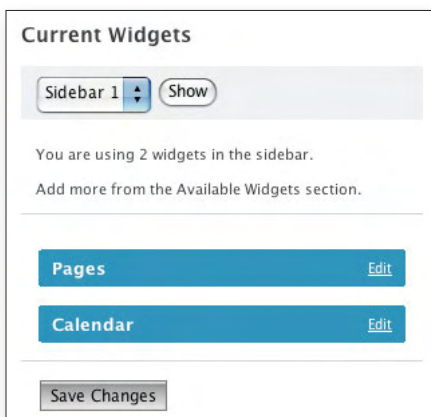 Current Widgets
Sidebar 1 Show
You are using 2 widgets in the sidebar.
Add more from the Available Widgets section.
Pages Edit
Calendar Edit
Save Changes